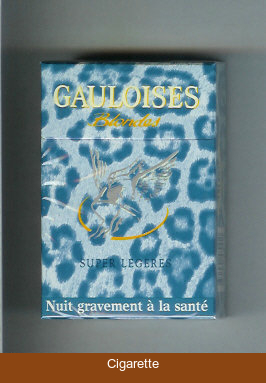 GAULOISES
Blondes
SUPER LEGERES
Nuit gravement à la santé
Cigarette